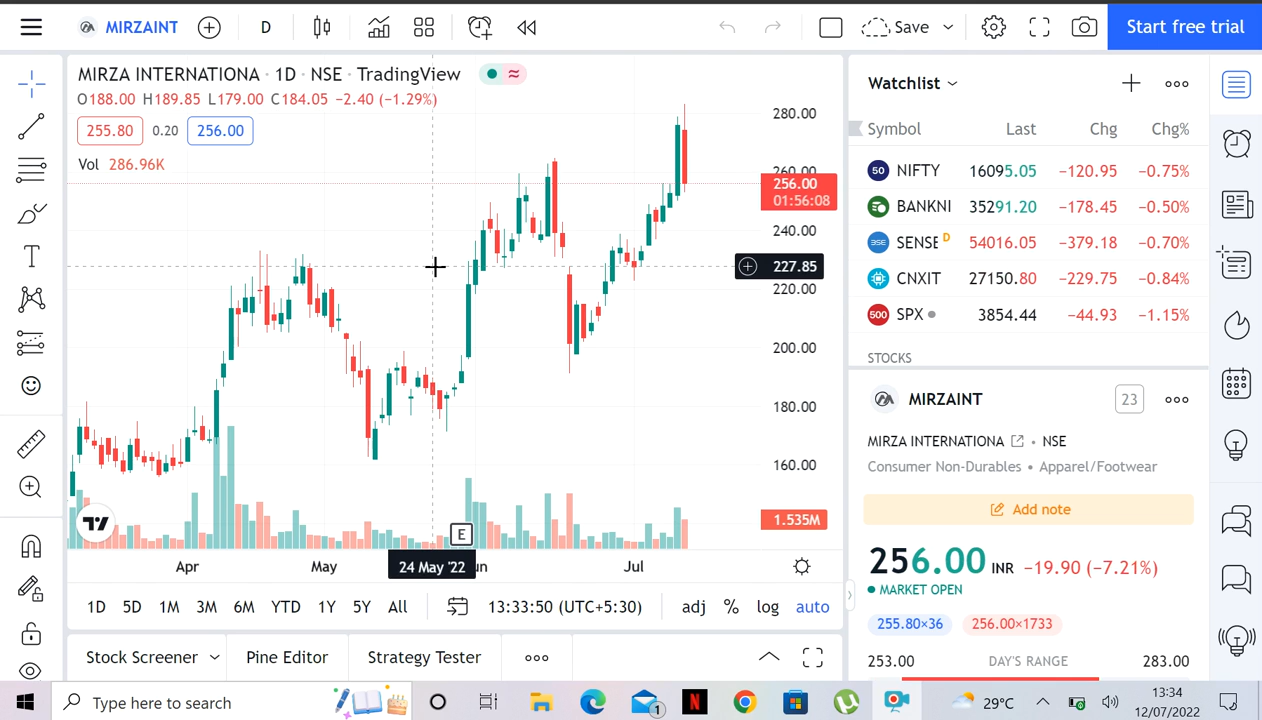 MIRZAINT
D
Save
Start free trial
MIRZA INTERNATIONA · 1D · NSE · TradingView
O188.00 H189.85 L179.00 C184.05 −2.40 (−1.29%)
255.80 0.20 256.00
Vol 286.96K
280.00
260.00
256.00
01:56:08
240.00
227.85
220.00
200.00
180.00
160.00
1.535M
E
Apr May 24 May '22 un Jul
1D 5D 1M 3M 6M YTD 1Y 5Y All 13:33:50 (UTC+5:30) adj % log auto
Stock Screener Pine Editor Strategy Tester
Watchlist
Symbol Last Chg Chg%
50 NIFTY 16095.05 −120.95 −0.75%
BANKNI 35291.20 −178.45 −0.50%
BSE SENSE D 54016.05 −379.18 −0.70%
CNXIT 27150.80 −229.75 −0.84%
500 SPX 3854.44 −44.93 −1.15%
STOCKS
MIRZAINT 23
MIRZA INTERNATIONA • NSE
Consumer Non-Durables • Apparel/Footwear
Add note
256.00 INR −19.90 (−7.21%)
MARKET OPEN
255.80×36 256.00×1733
253.00 DAY'S RANGE 283.00
Type here to search
1
N
29°C
13:34
12/07/2022